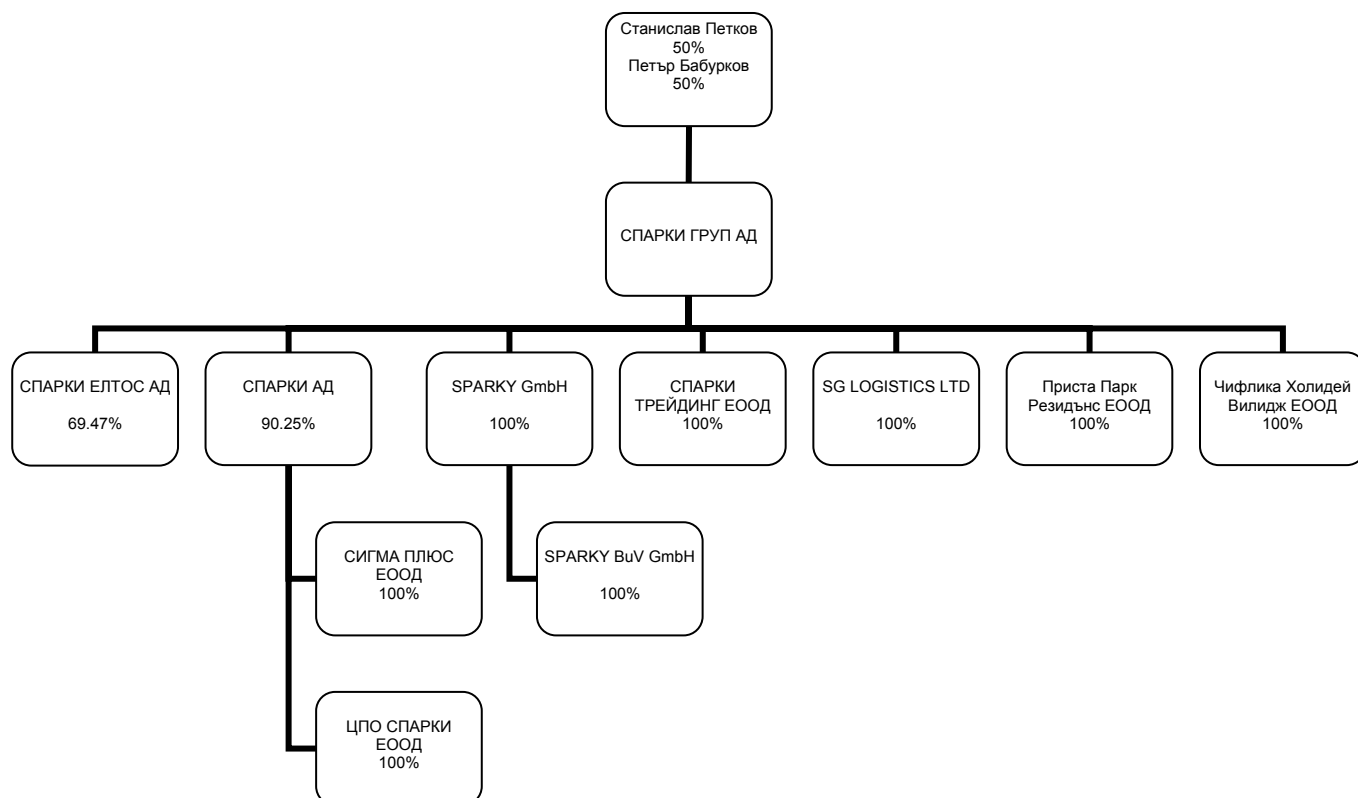 Станислав Петков
50%
Петър Бабурков
50%
СПАРКИ ГРУП АД
СПАРКИ ЕЛТОС АД
69.47%
СПАРКИ АД
90.25%
SPARKY GmbH
100%
СПАРКИ
ТРЕЙДИНГ ЕООД
100%
SG LOGISTICS LTD
100%
Приста Парк
Резидънс ЕООД
100%
Чифлика Холидей
Вилидж ЕООД
100%
СИГМА ПЛЮС
ЕООД
100%
SPARKY BuV GmbH
100%
ЦПО СПАРКИ
ЕООД
100%